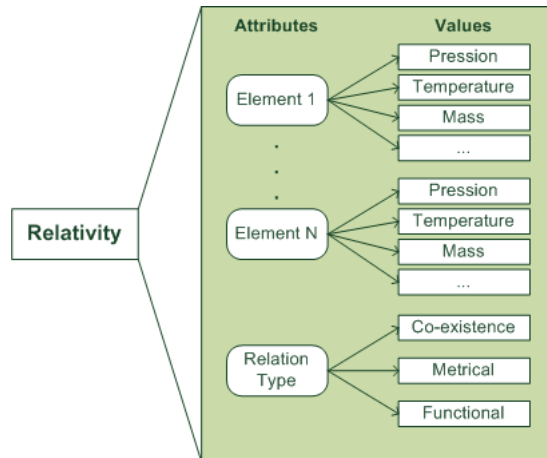 Attributes
Values
Pression
Temperature
Element 1
Mass
...
Pression
Temperature
Relativity
Element N
Mass
...
Co-existence
Relation
Type
Metrical
Functional